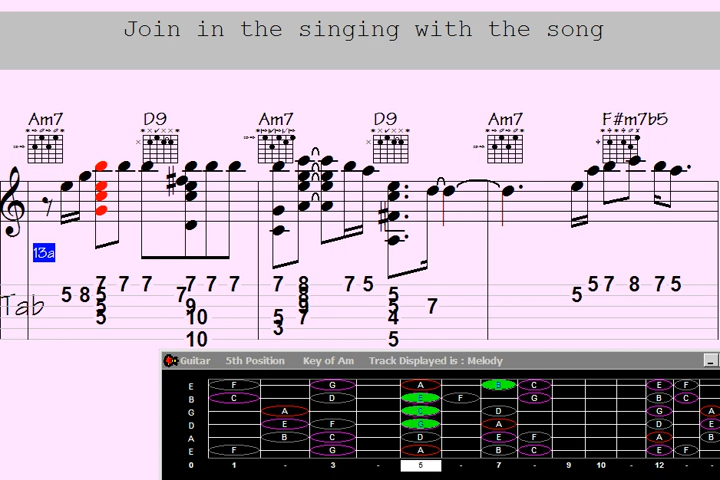 Join in the singing with the song
Am7 D9 Am7 D9 Am7 F#m7b5
13a
7 7 7 7 7 7 7 8 7 5 5 7 8 7 5
5 8 5 7 8 5 5
Tab
5 9 9 5 7
5 10 5 7 4
3
10 5
Guitar 5th Position Key of Am Track Displayed is : Melody
E F G A B C E F
B C D E F G B C
G A C D G A
D E F G A D E
A B C D E F A B
E F G A B C E F
0 1 - 3 - 5 - 7 - 9 10 - 12 -